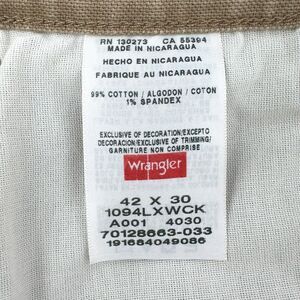 RN 130273 CA 55394
MADE IN NICARAGUA
HECHO EN NICARAGUA
FABRIQUE AU NICARAGUA
99% COTTON / ALGODON / COTON
1% SPANDEX
EXCLUSIVE OF DECORATION/EXCEPTO
DECORACION/EXCLUSIVE OF TRIMMING/
GARNITURE NON COMPRISE
Wrangler
42 X 30
1094LXWCK
A001 4030
70128663-033
191684049086